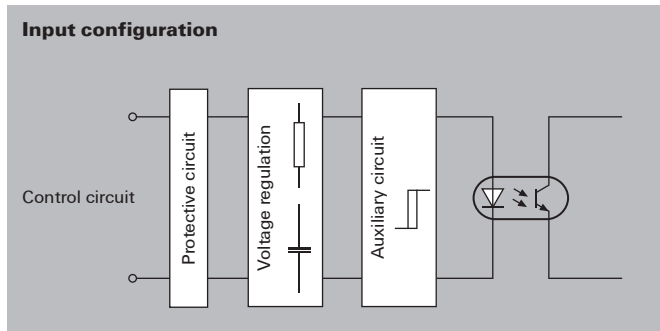 Input configuration
Control circuit
Protective circuit
Voltage regulation
Auxiliary circuit